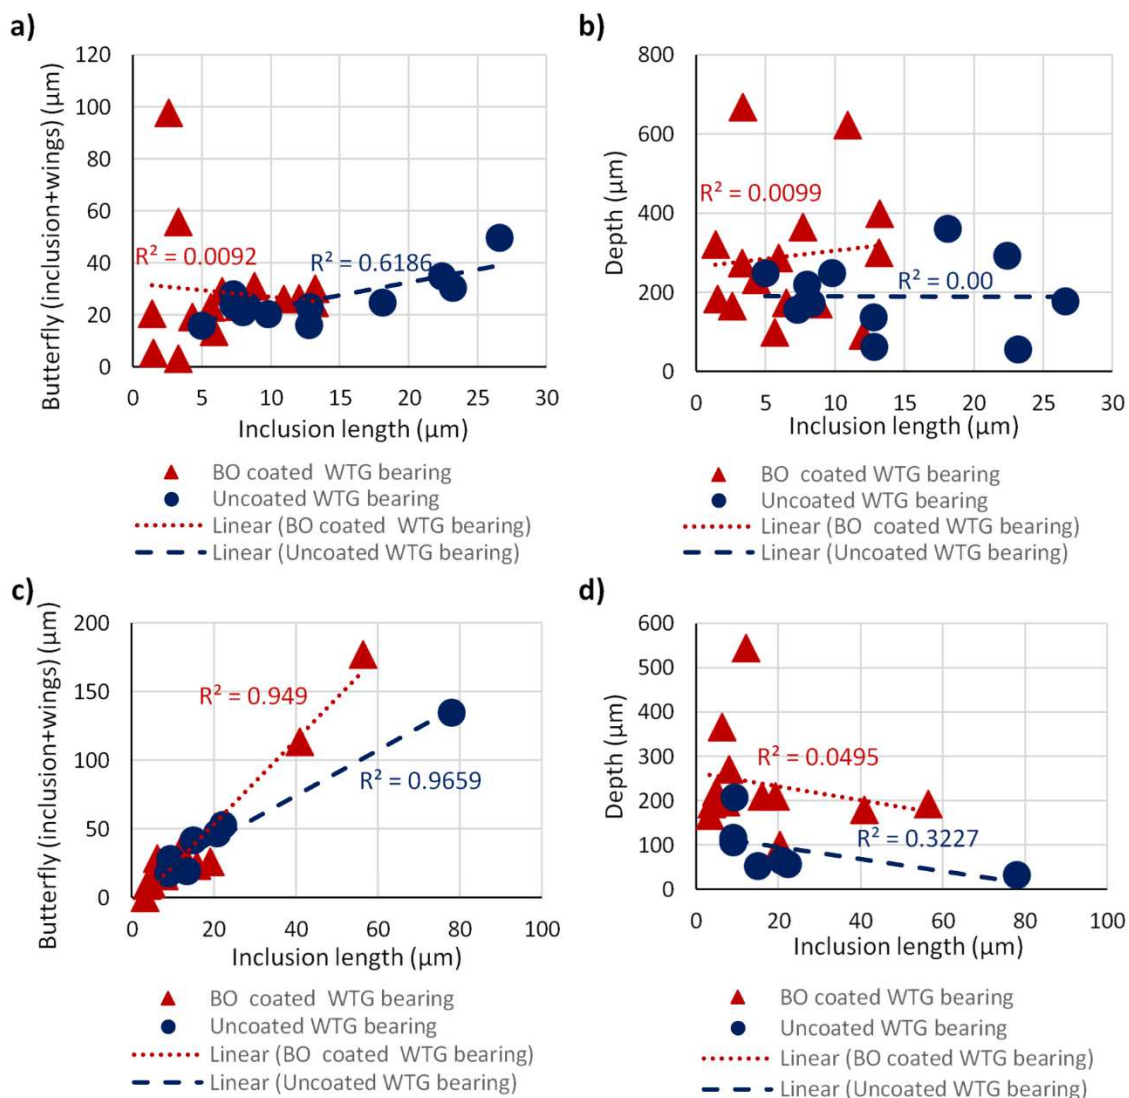 a)
Butterfly (inclusion+wings) (µm)
120
100
80
60
40
20
0
R² = 0.0092
R² = 0.6186
0 5 10 15 20 25 30
Inclusion length (µm)
BO coated WTG bearing
Uncoated WTG bearing
Linear (BO coated WTG bearing)
Linear (Uncoated WTG bearing)
b)
Depth (µm)
800
600
400
200
0
R² = 0.0099
R² = 0.00
0 5 10 15 20 25 30
Inclusion length (µm)
BO coated WTG bearing
Uncoated WTG bearing
Linear (BO coated WTG bearing)
Linear (Uncoated WTG bearing)
c)
Butterfly (inclusion+wings) (µm)
200
150
100
50
0
R² = 0.949
R² = 0.9659
0 20 40 60 80 100
Inclusion length (µm)
BO coated WTG bearing
Uncoated WTG bearing
Linear (BO coated WTG bearing)
Linear (Uncoated WTG bearing)
d)
Depth (µm)
600
500
400
300
200
100
0
R² = 0.0495
R² = 0.3227
0 20 40 60 80 100
Inclusion length (µm)
BO coated WTG bearing
Uncoated WTG bearing
Linear (BO coated WTG bearing)
Linear (Uncoated WTG bearing)